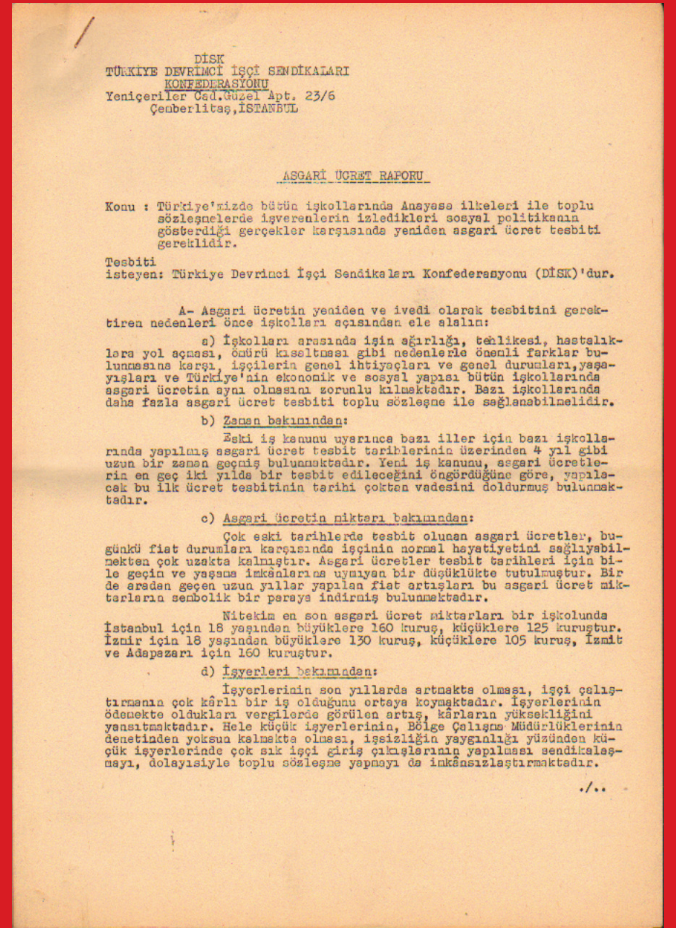 DİSK
TÜRKİYE DEVRİMCİ İŞÇİ SENDİKALARI
KONFEDERASYONU
Yeniçeriler Cad.Güzel Apt. 23/6
Çemberlitaş,İSTANBUL
ASGARİ ÜCRET RAPORU
Konu : Türkiye'mizde bütün işkollarında Anayasa ilkeleri ile toplu
sözleşmelerde işverenlerin izledikleri sosyal politikanın
gösterdiği gerçekler karşısında yeniden asgari ücret tesbiti
gereklidir.
Tesbiti
isteyen: Türkiye Devrimci İşçi Sendikaları Konfederasyonu (DİSK)'dur.
A- Asgari ücretin yeniden ve ivedi olarak tesbitini gerek-
tiren nedenleri önce işkolları açısından ele alalım:
a) İşkolları arasında işin ağırlığı, tehlikesi, hastalık-
lara yol açması, ömürü kısaltması gibi nedenlerle önemli farklar bu-
lunmasına karşı, işçilerin genel ihtiyaçları ve genel durumları,yaşa-
yışları ve Türkiye'nin ekonomik ve sosyal yapısı bütün işkollarında
asgari ücretin aynı olmasını zorunlu kılmaktadır. Bazı işkollarında
daha fazla asgari ücret tesbiti toplu sözleşme ile sağlanabilmelidir.
b) Zaman bakımından:
Eski iş kanunu uyarınca bazı iller için bazı işkolla-
rında yapılmış asgari ücret tesbit tarihlerinin üzerinden 4 yıl gibi
uzun bir zaman geçmiş bulunmaktadır. Yeni iş kanunu, asgari ücretle-
rin en geç iki yılda bir tesbit edileceğini öngördüğüne göre, yapıla-
cak bu ilk ücret tesbitinin tarihi çoktan vadesini doldurmuş bulunmak-
tadır.
c) Asgari ücretin miktarı bakımından:
Çok eski tarihlerde tesbit olunan asgari ücretler, bu-
günkü fiat durumları karşısında işçinin normal hayatiyetini sağlıyabil-
mekten çok uzakta kalmıştır. Asgari ücretler tesbit tarihleri için bi-
le geçin ve yaşama imkânlarına uymıyan bir düşüklükte tutulmuştur. Bir
de aradan geçen uzun yıllar yapılan fiat artışları bu asgari ücret mik-
tarların sembolik bir paraya indirmiş bulunmaktadır.
Nitekim en son asgari ücret miktarları bir işkolunda
İstanbul için 18 yaşından büyüklere 160 kuruş, küçüklere 125 kuruştur.
İzmir için 18 yaşından büyüklere 130 kuruş, küçüklere 105 kuruş, İzmit
ve Adapazarı için 160 kuruştur.
d) İşyerleri bakımından:
İşyerlerinin son yıllarda artmakta olması, işçi çalış-
tırmanın çok kârlı bir iş olduğunu ortaya koymaktadır. İşyerlerinin
ödemekte oldukları vergilerde görülen artış, kârların yüksekliğini
yansıtmaktadır. Hele küçük işyerlerinin, Bölge Çalışma Müdürlüklerinin
denetinden yoksun kalmakta olması, işsizliğin yaygınlığı yüzünden kü-
çük işyerlerinde çok sık işçi giriş çıkışlarının yapılması sendikalaş-
mayı, dolayısiyle toplu sözleşme yapmayı da imkânsızlaştırmaktadır.
./..